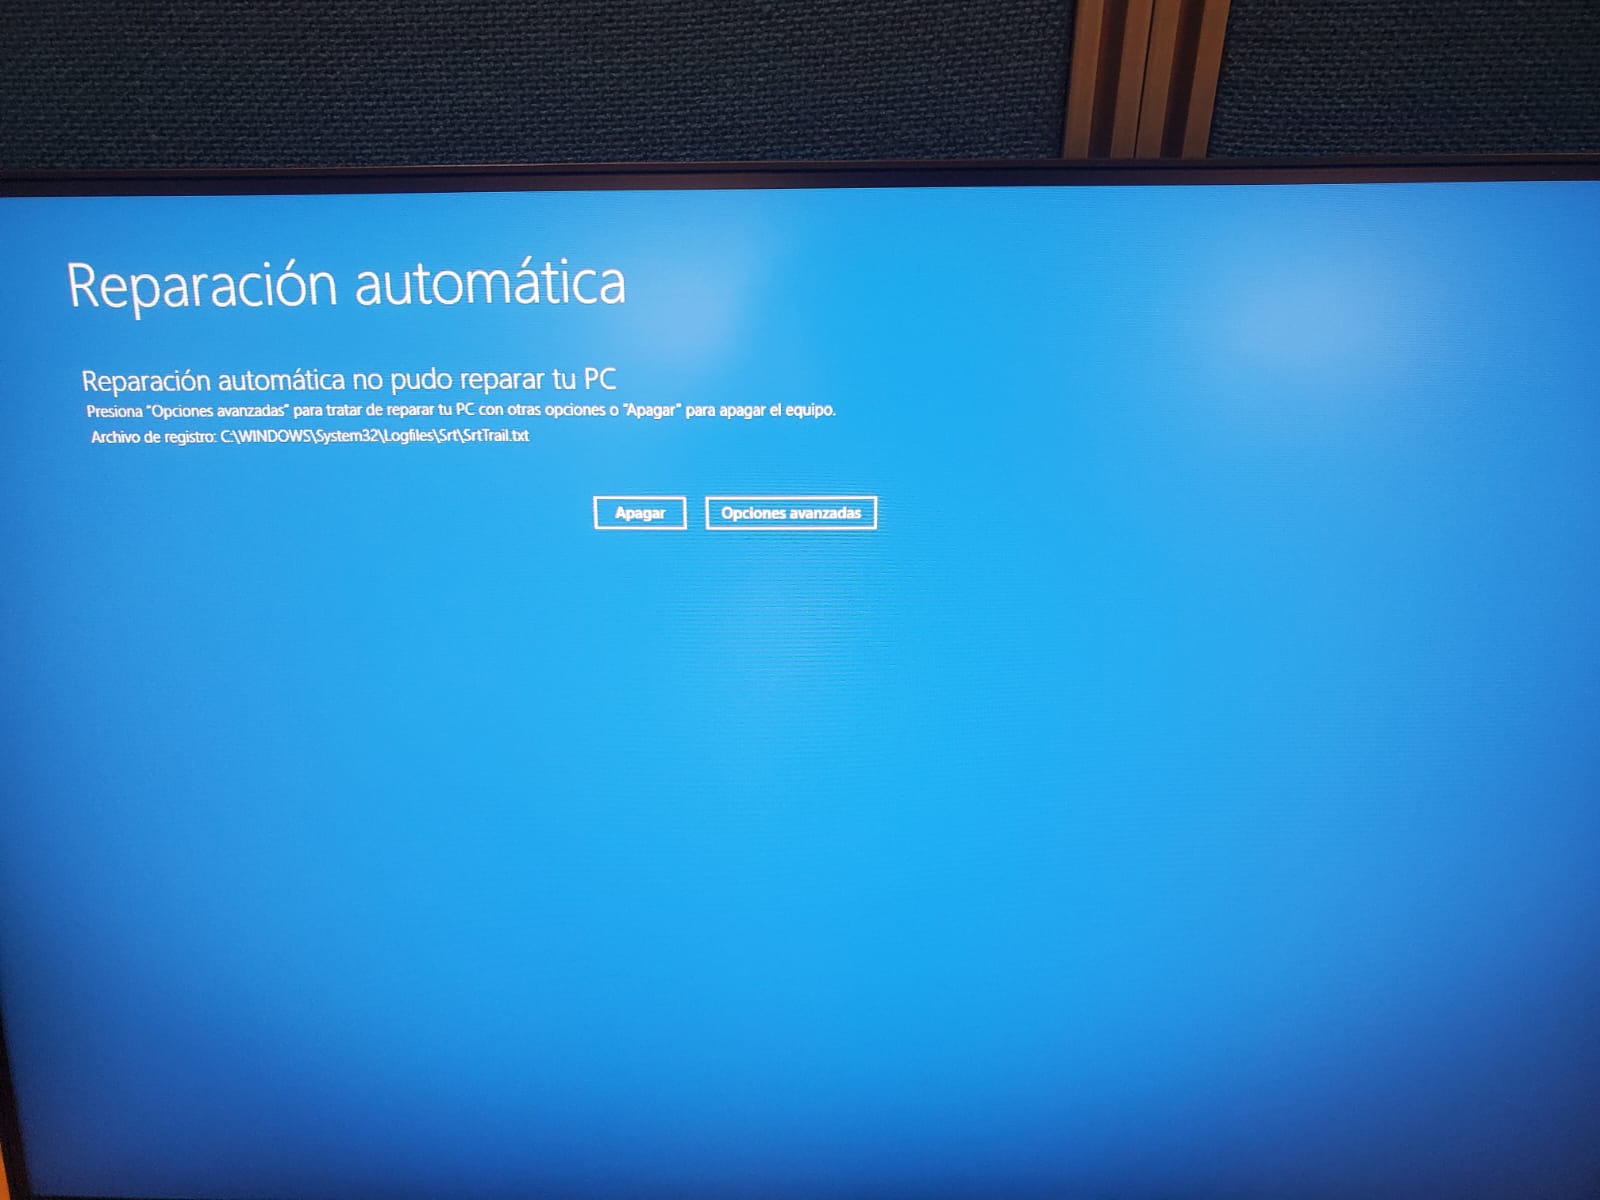 Reparación automática
Reparación automática no pudo reparar tu PC
Presiona "Opciones avanzadas" para tratar de reparar tu PC con otras opciones o "Apagar" para apagar el equipo.
Archivo de registro: C:\WINDOWS\System32\Logfiles\Srt\SrtTrail.txt
Apagar
Opciones avanzadas